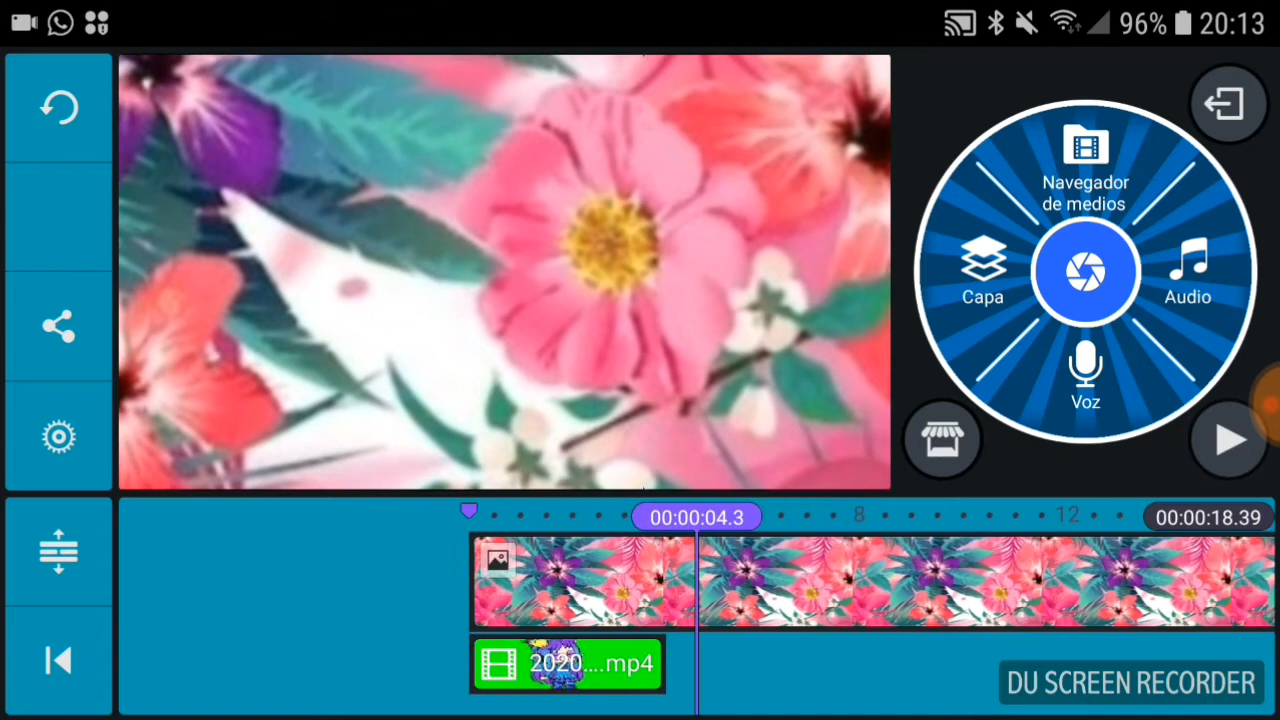 96% 20:13
Navegador
de medios
Capa
Audio
Voz
00:00:04.3
8
12
00:00:18.39
2020....mp4
DU SCREEN RECORDER